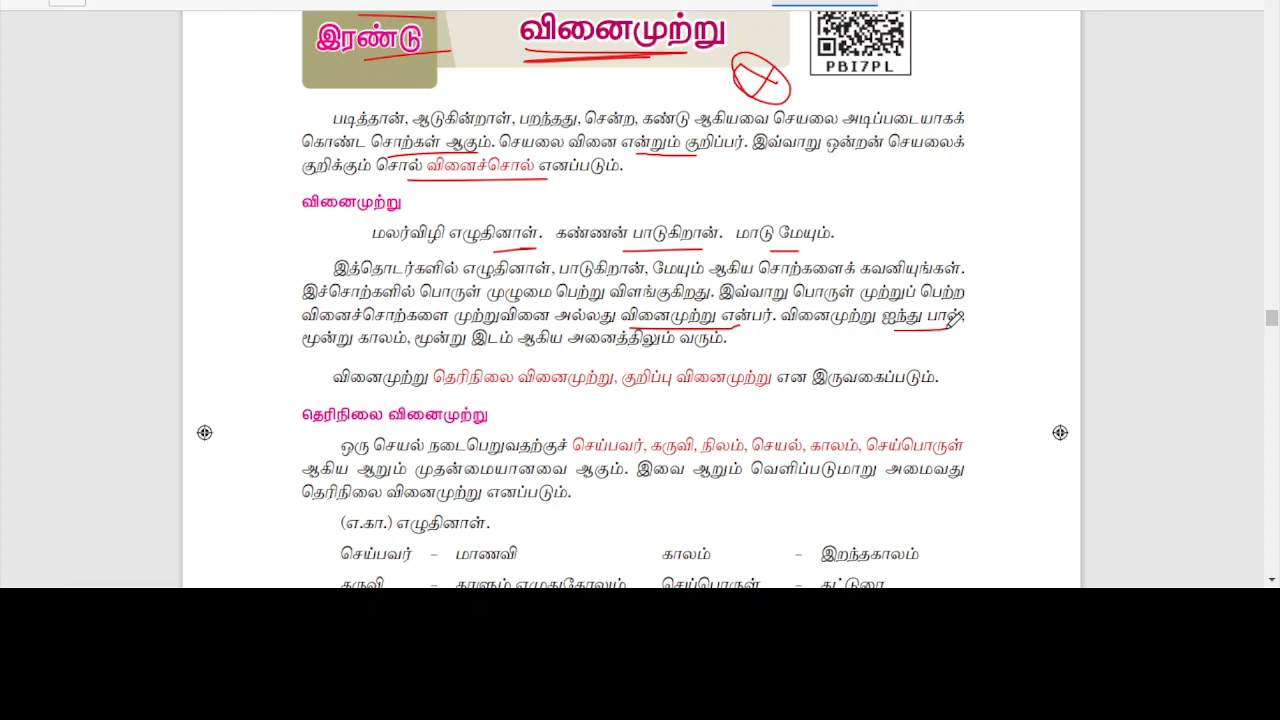 இரண்டு
வினைமுற்று
PBI7PL
படித்தான், ஆடுகின்றாள், பறந்தது, சென்ற, கண்டு ஆகியவை செயலை அடிப்படையாகக்
கொண்ட சொற்கள் ஆகும். செயலை வினை என்றும் குறிப்பர். இவ்வாறு ஒன்றன் செயலைக்
குறிக்கும் சொல் வினைச்சொல் எனப்படும்.
வினைமுற்று
மலர்விழி எழுதினாள். கண்ணன் பாடுகிறான். மாடு மேயும்.
இத்தொடர்களில் எழுதினாள், பாடுகிறான், மேயும் ஆகிய சொற்களைக் கவனியுங்கள்.
இச்சொற்களில் பொருள் முழுமை பெற்று விளங்குகிறது. இவ்வாறு பொருள் முற்றுப் பெற்ற
வினைச்சொற்களை முற்றுவினை அல்லது வினைமுற்று என்பர். வினைமுற்று ஐந்து பால்,
மூன்று காலம், மூன்று இடம் ஆகிய அனைத்திலும் வரும்.
வினைமுற்று தெரிநிலை வினைமுற்று, குறிப்பு வினைமுற்று என இருவகைப்படும்.
தெரிநிலை வினைமுற்று
ஒரு செயல் நடைபெறுவதற்குச் செய்பவர், கருவி, நிலம், செயல், காலம், செய்பொருள்
ஆகிய ஆறும் முதன்மையானவை ஆகும். இவை ஆறும் வெளிப்படுமாறு அமைவது
தெரிநிலை வினைமுற்று எனப்படும்.
(எ.கா.) எழுதினாள்.
செய்பவர் – மாணவி காலம் – இறந்தகாலம்
கருவி – தாளும் எழுதுகோலும் செய்பொருள் – கட்டுரை